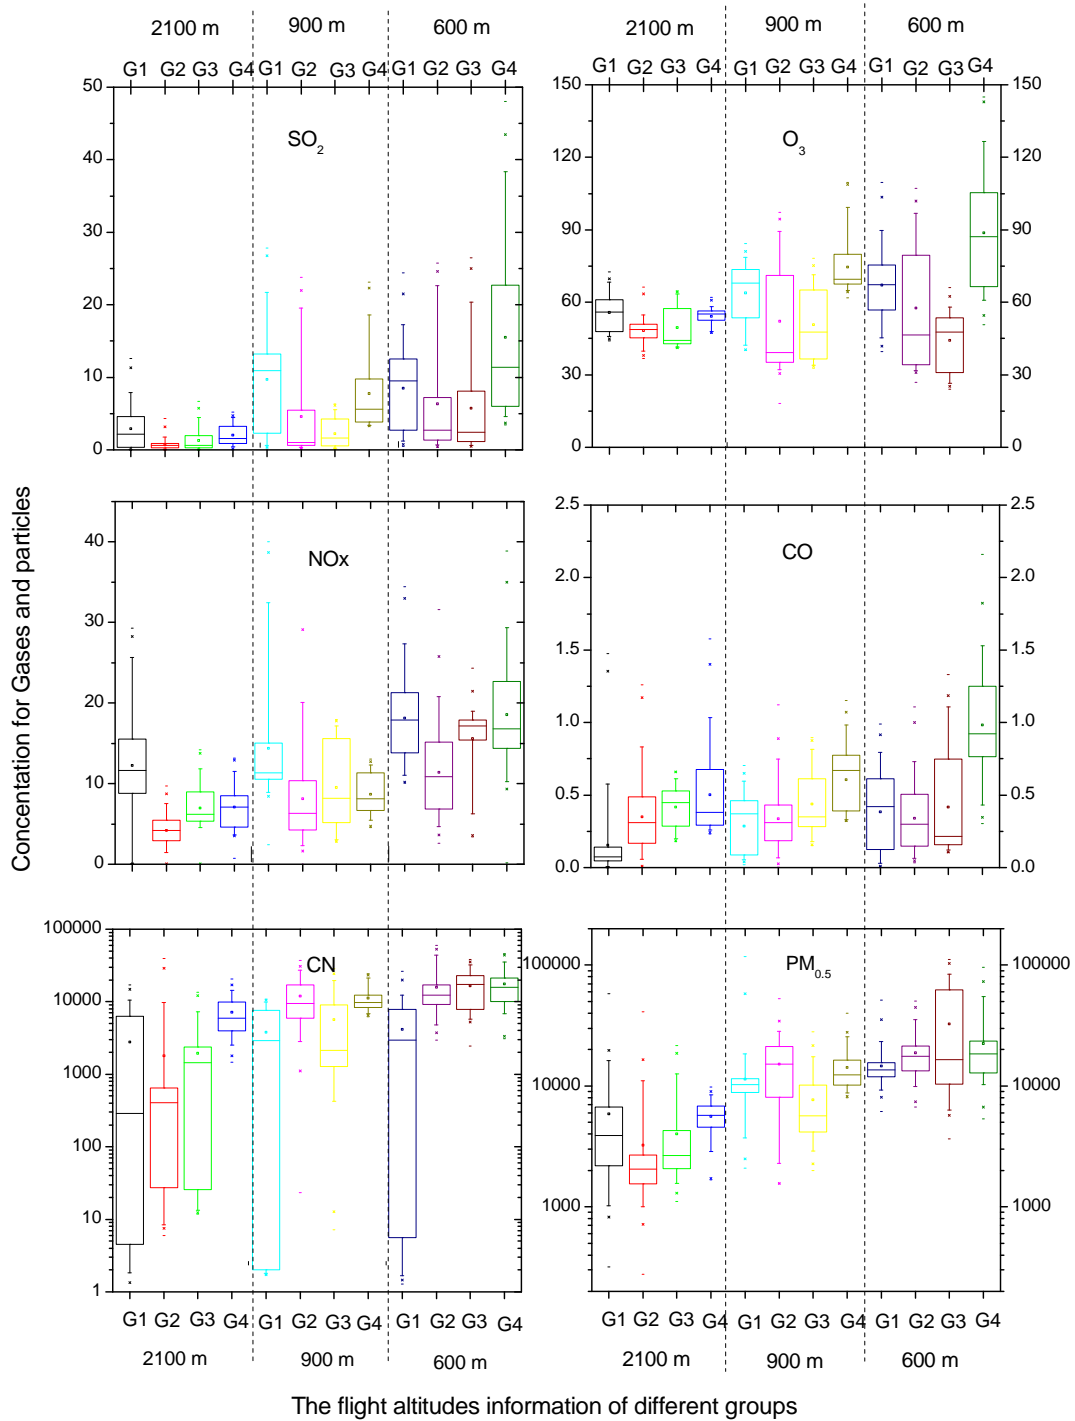 2100 m 900 m 600 m 2100 m 900 m 600 m
G1 G2 G3 G4 G1 G2 G3 G4 G1 G2 G3 G4 G1 G2 G3 G4 G1 G2 G3 G4 G1 G2 G3 G4
50 40 30 20 10 0
SO2
150 120 90 60 30 0
O3
150 120 90 60 30 0
Concentration for Gases and particles
40 30 20 10 0
NOx
2.5 2.0 1.5 1.0 0.5 0.0
CO
2.5 2.0 1.5 1.0 0.5 0.0
100000 10000 1000 100 10 1
CN
100000 10000 1000
PM0.5
100000 10000 1000
G1 G2 G3 G4 G1 G3 G4 G2 G3 G4 G1 G2 G3 G4 G1 G2 G3 G4 G1 G2 G3 G4
2100 m 900 m 600 m 2100 m 900 m 600 m
The flight altitudes information of different groups